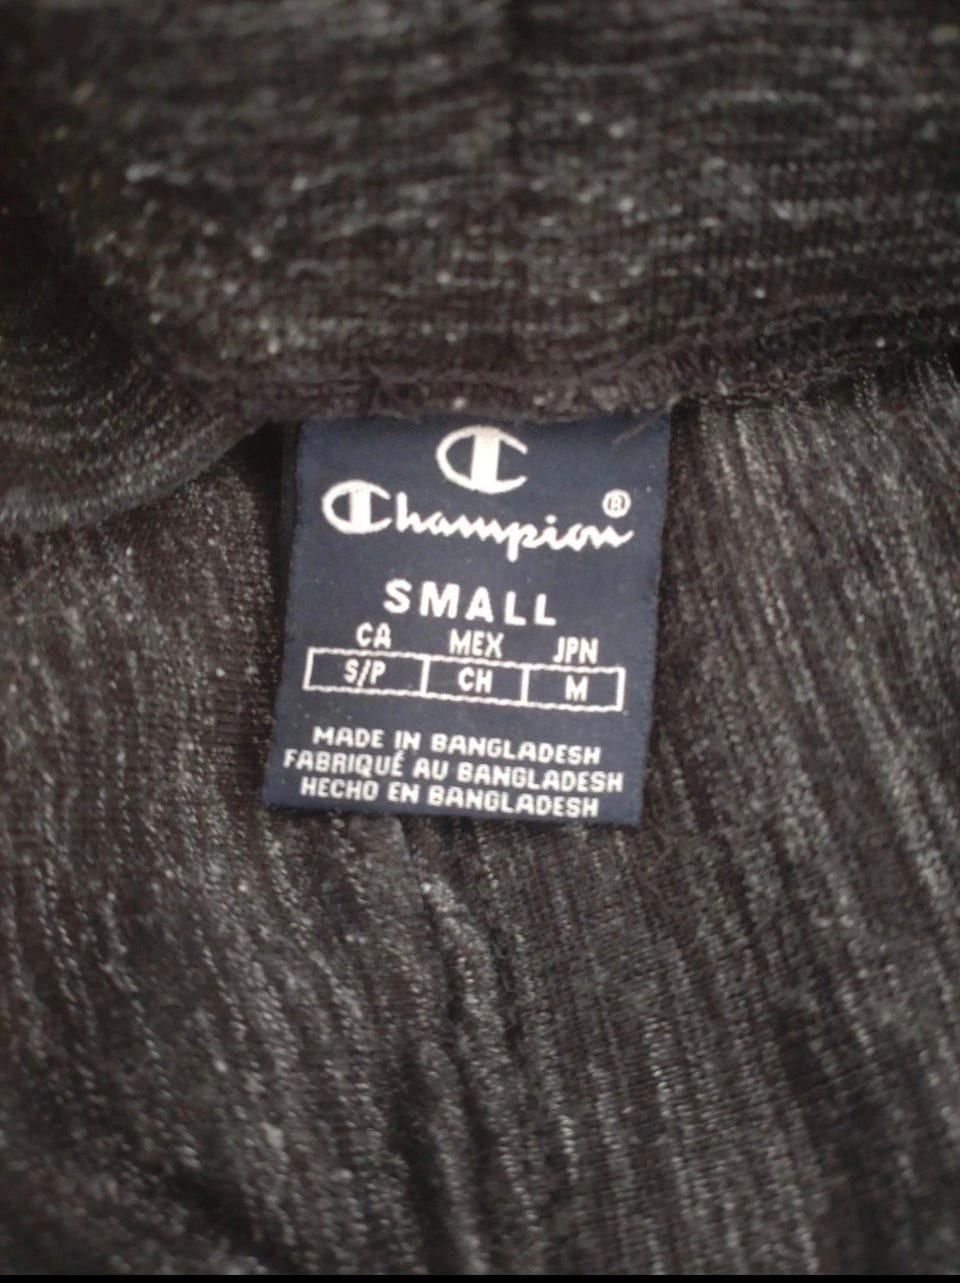 C
Champion®
SMALL
CA MEX JPN
S/P CH M
MADE IN BANGLADESH
FABRIQUÉ AU BANGLADESH
HECHO EN BANGLADESH